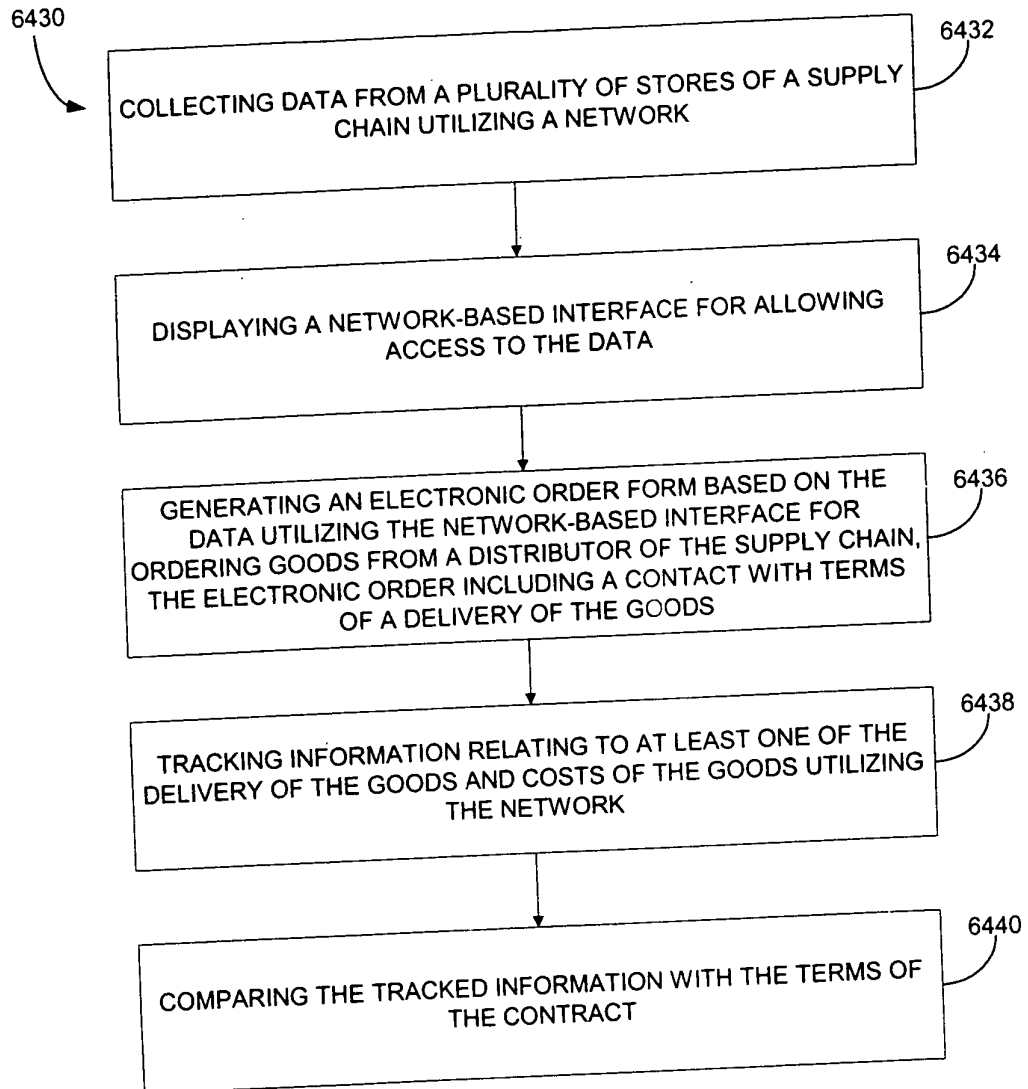 6430
6432
COLLECTING DATA FROM A PLURALITY OF STORES OF A SUPPLY
CHAIN UTILIZING A NETWORK
6434
DISPLAYING A NETWORK-BASED INTERFACE FOR ALLOWING
ACCESS TO THE DATA
6436
GENERATING AN ELECTRONIC ORDER FORM BASED ON THE
DATA UTILIZING THE NETWORK-BASED INTERFACE FOR
ORDERING GOODS FROM A DISTRIBUTOR OF THE SUPPLY CHAIN,
THE ELECTRONIC ORDER INCLUDING A CONTACT WITH TERMS
OF A DELIVERY OF THE GOODS
6438
TRACKING INFORMATION RELATING TO AT LEAST ONE OF THE
DELIVERY OF THE GOODS AND COSTS OF THE GOODS UTILIZING
THE NETWORK
6440
COMPARING THE TRACKED INFORMATION WITH THE TERMS OF
THE CONTRACT